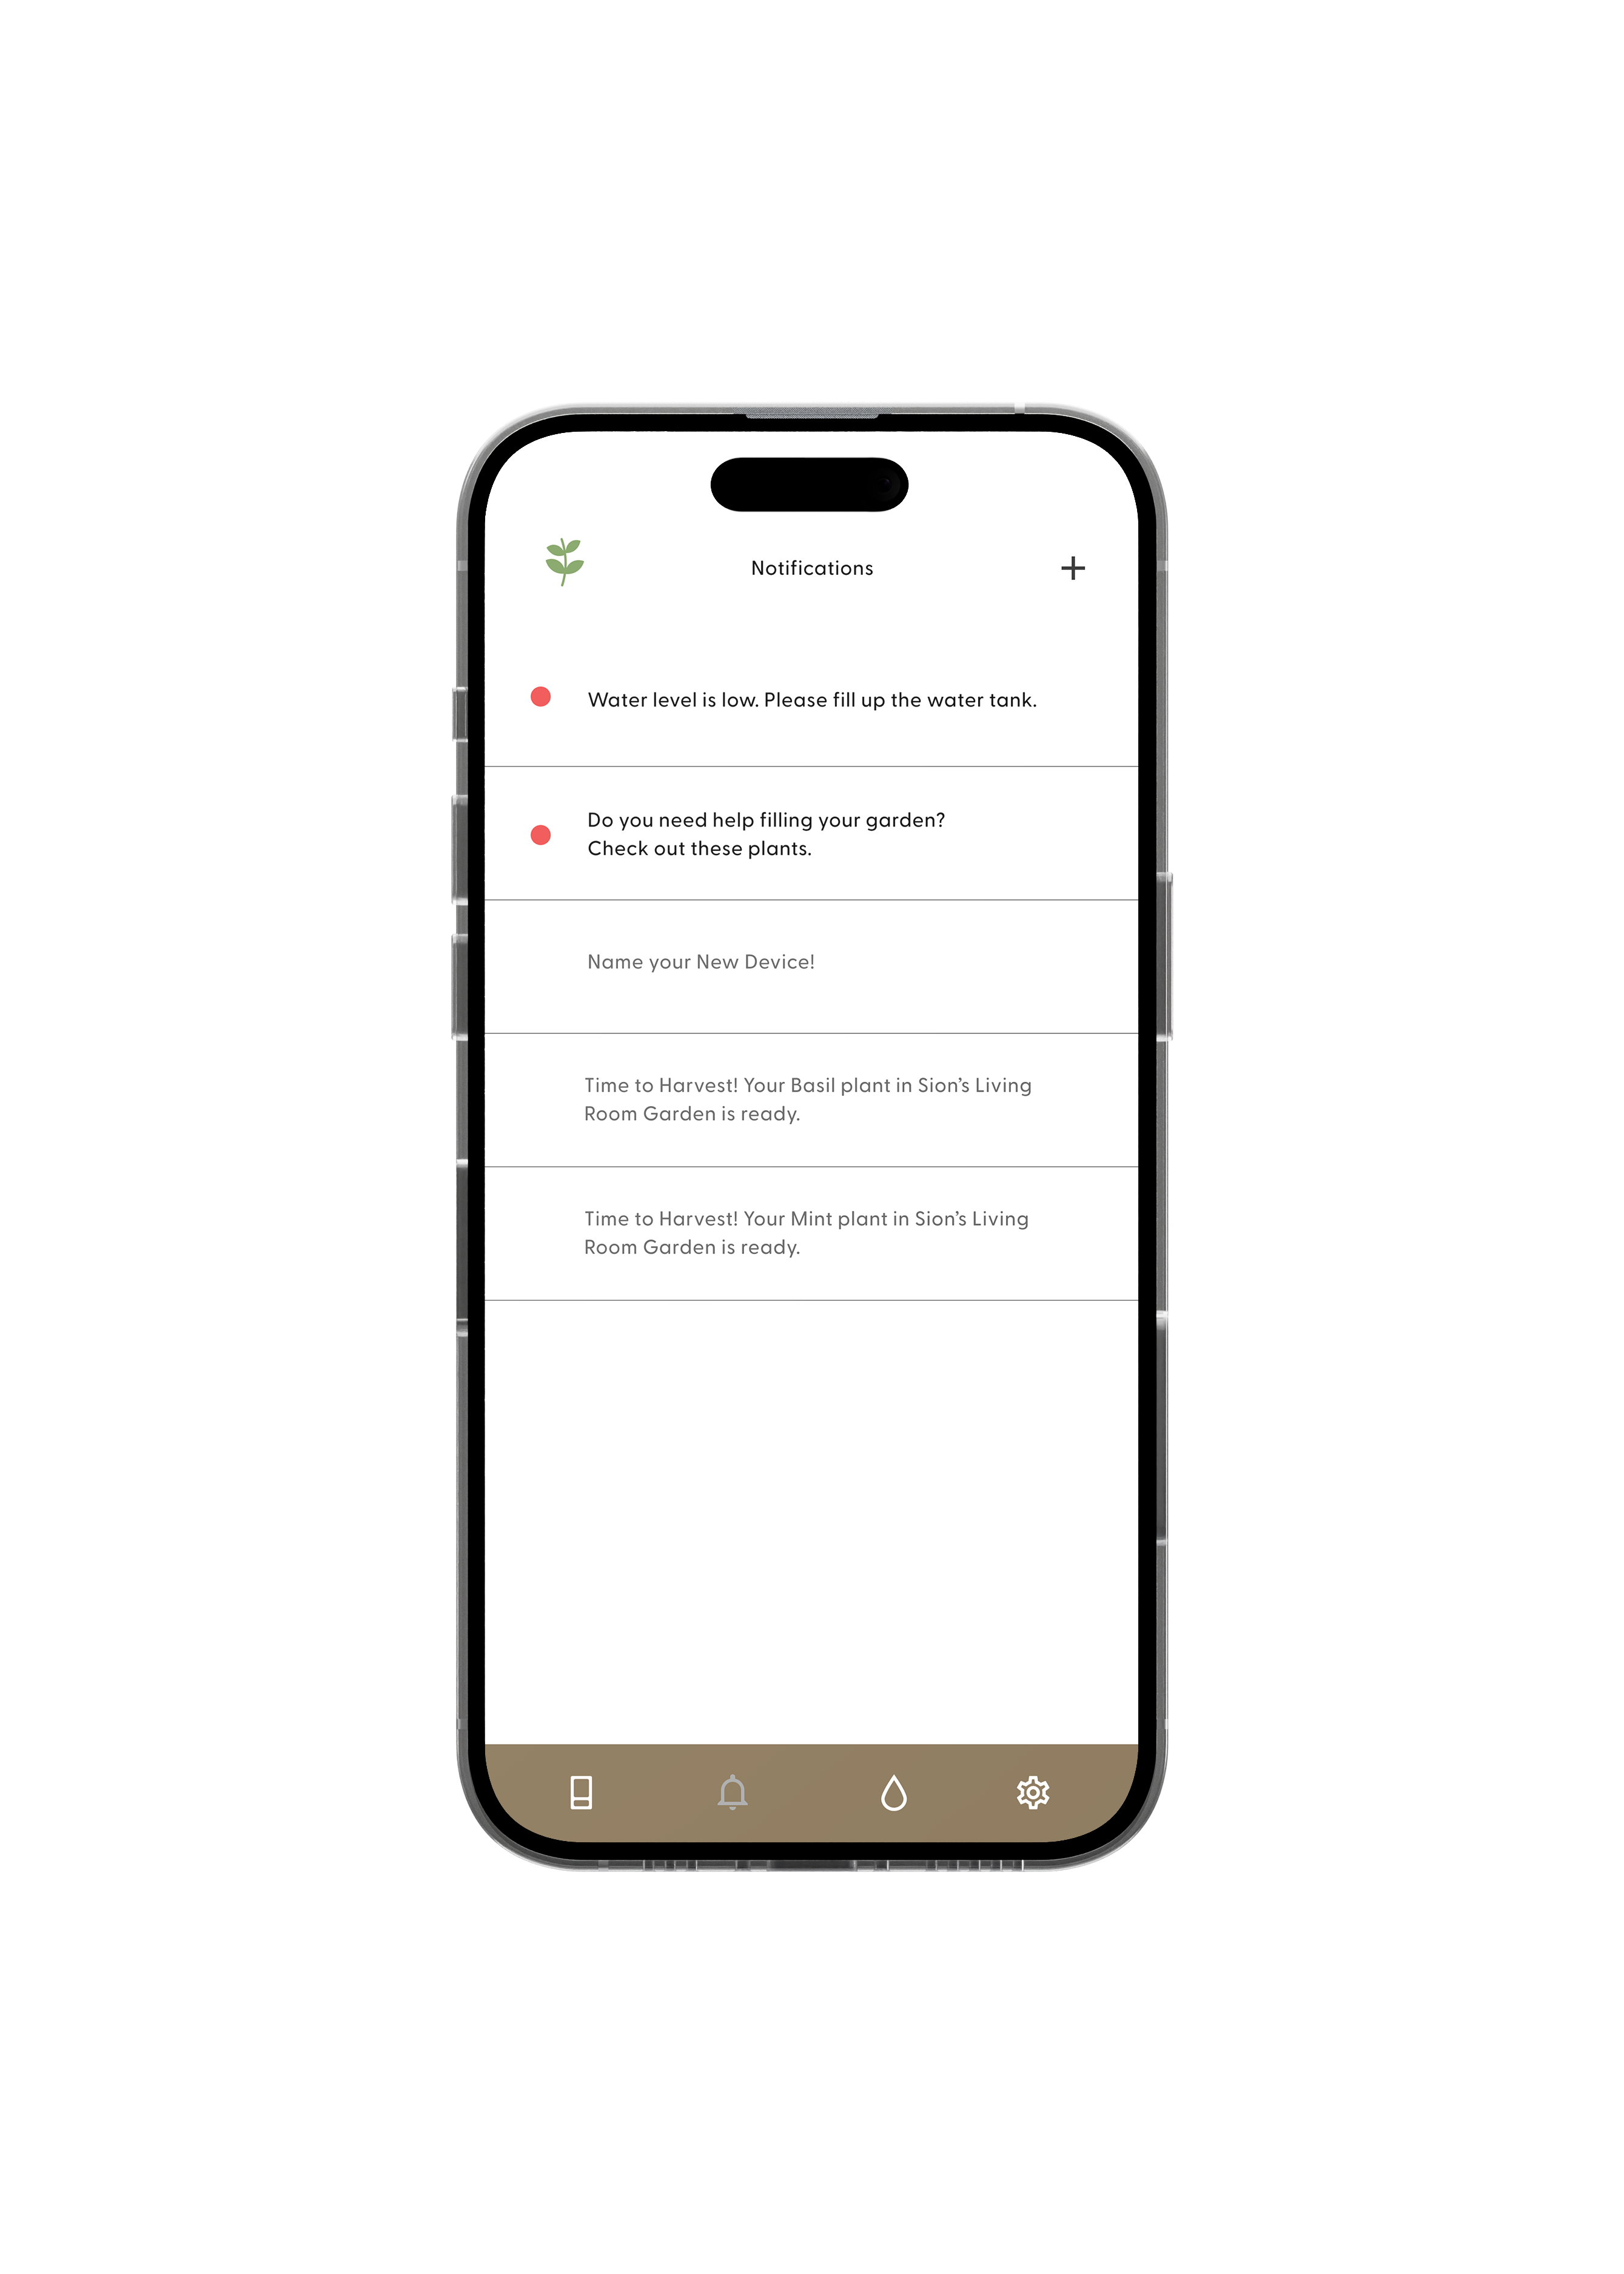 Notifications
Water level is low. Please fill up the water tank.
Do you need help filling your garden?
Check out these plants.
Name your New Device!
Time to Harvest! Your Basil plant in Sion’s Living
Room Garden is ready.
Time to Harvest! Your Mint plant in Sion’s Living
Room Garden is ready.